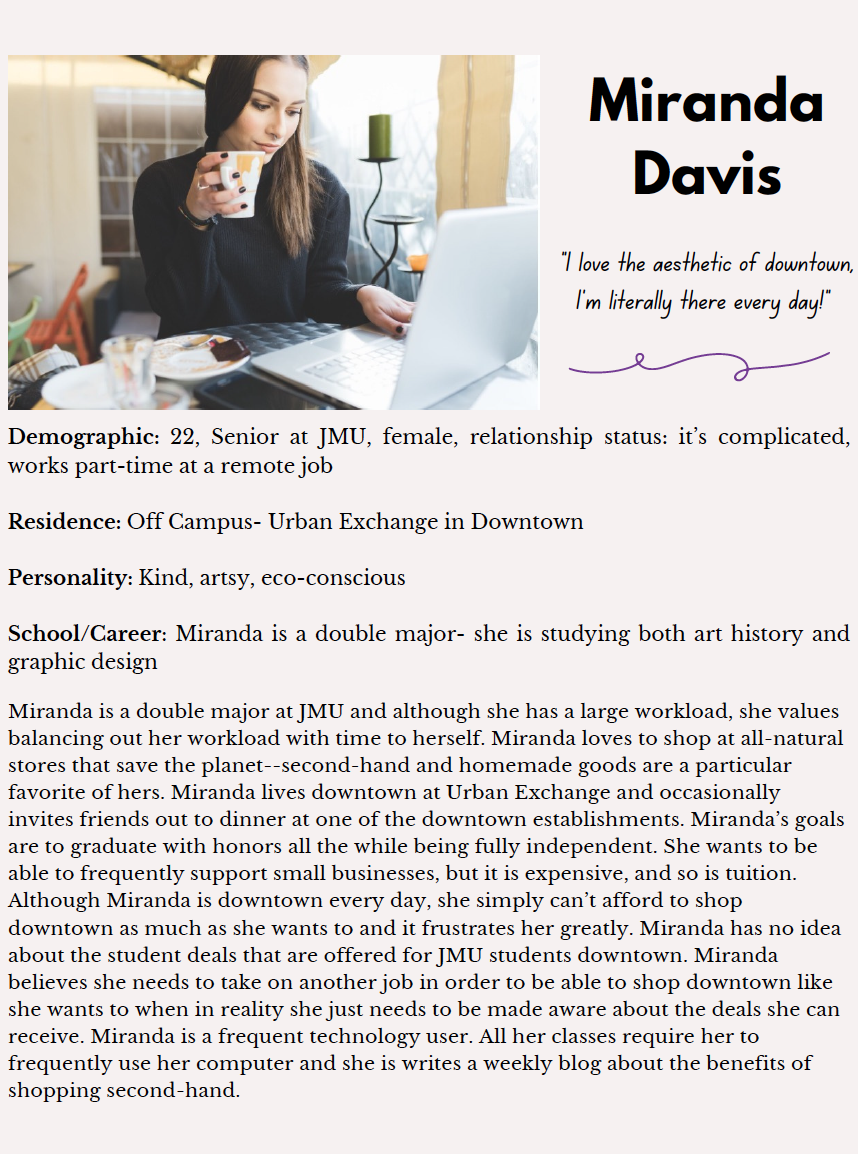 Miranda
Davis
"I love the aesthetic of downtown,
I'm literally there every day!"
Demographic: 22, Senior at JMU, female, relationship status: it's complicated,
works part-time at a remote job
Residence: Off Campus- Urban Exchange in Downtown
Personality: Kind, artsy, eco-conscious
School/Career: Miranda is a double major- she is studying both art history and
graphic design
Miranda is a double major at JMU and although she has a large workload, she values
balancing out her workload with time to herself. Miranda loves to shop at all-natural
stores that save the planet--second-hand and homemade goods are a particular
favorite of hers. Miranda lives downtown at Urban Exchange and occasionally
invites friends out to dinner at one of the downtown establishments. Miranda's goals
are to graduate with honors all the while being fully independent. She wants to be
able to frequently support small businesses, but it is expensive, and so is tuition.
Although Miranda is downtown every day, she simply can't afford to shop
downtown as much as she wants to and it frustrates her greatly. Miranda has no idea
about the student deals that are offered for JMU students downtown. Miranda
believes she needs to take on another job in order to be able to shop downtown like
she wants to when in reality she just needs to be made aware about the deals she can
receive. Miranda is a frequent technology user. All her classes require her to
frequently use her computer and she is writes a weekly blog about the benefits of
shopping second-hand.